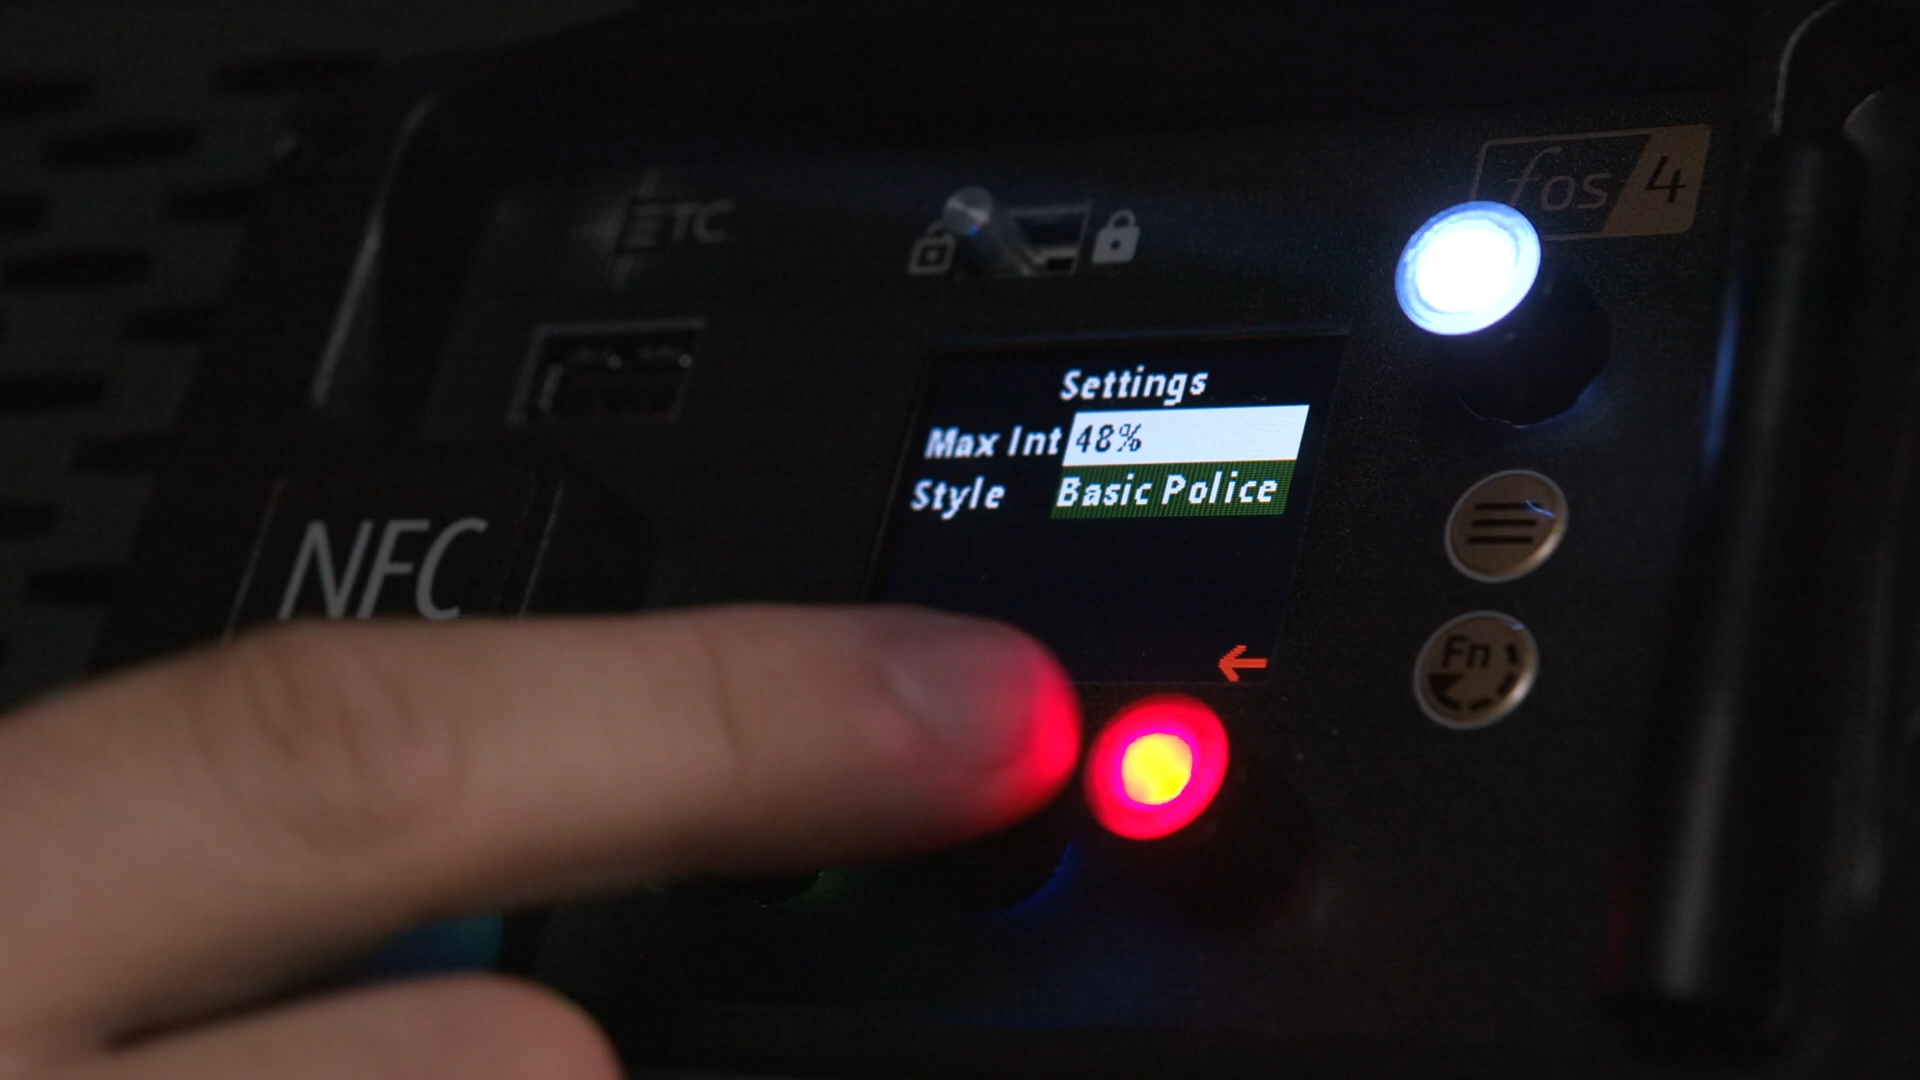 ETC
fos/4
Settings
Max Int 48%
Style Basic Police
NFC
Fn